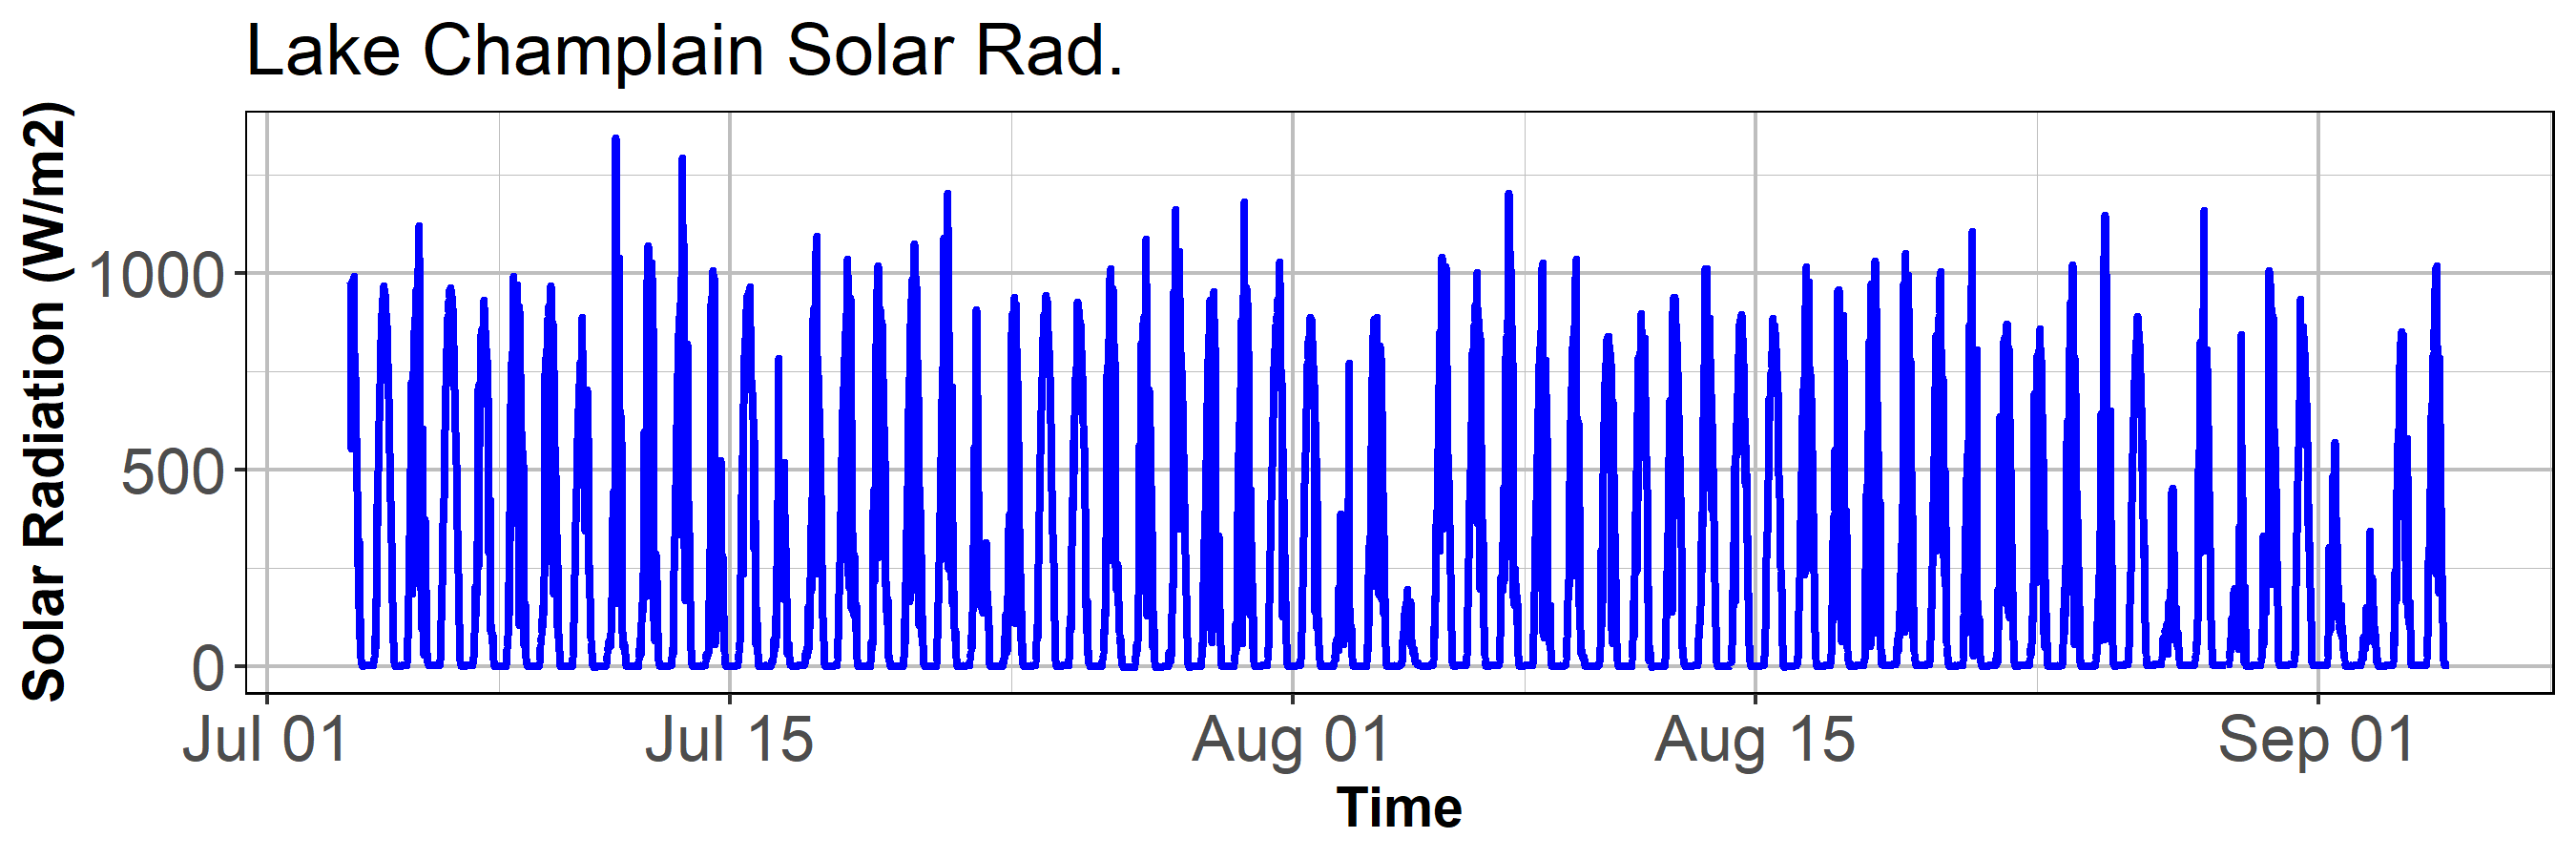 Lake Champlain Solar Rad.
Solar Radiation (W/m2)
1000
500
0
Jul 01 Jul 15 Aug 01 Aug 15 Sep 01
Time